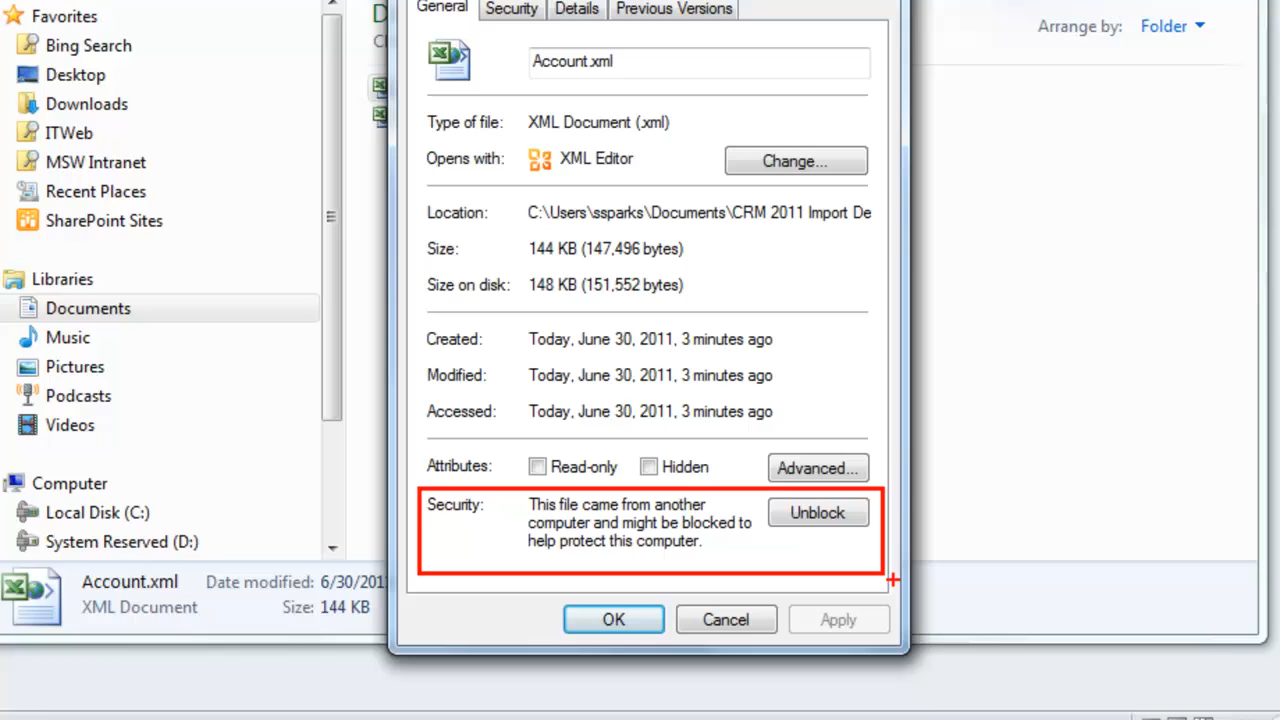 Favorites
Bing Search
Desktop
Downloads
ITWeb
MSW Intranet
Recent Places
SharePoint Sites
Libraries
Documents
Music
Pictures
Podcasts
Videos
Computer
Local Disk (C:)
System Reserved (D:)
General Security Details Previous Versions
Account.xml
Type of file: XML Document (.xml)
Opens with: XML Editor Change...
Location: C:\Users\ssparks\Documents\CRM 2011 Import De
Size: 144 KB (147,496 bytes)
Size on disk: 148 KB (151,552 bytes)
Created: Today, June 30, 2011, 3 minutes ago
Modified: Today, June 30, 2011, 3 minutes ago
Accessed: Today, June 30, 2011, 3 minutes ago
Attributes: Read-only Hidden Advanced...
Security: This file came from another
computer and might be blocked to
help protect this computer.
Unblock
OK Cancel Apply
Arrange by: Folder
Account.xml Date modified: 6/30/201
XML Document Size: 144 KB